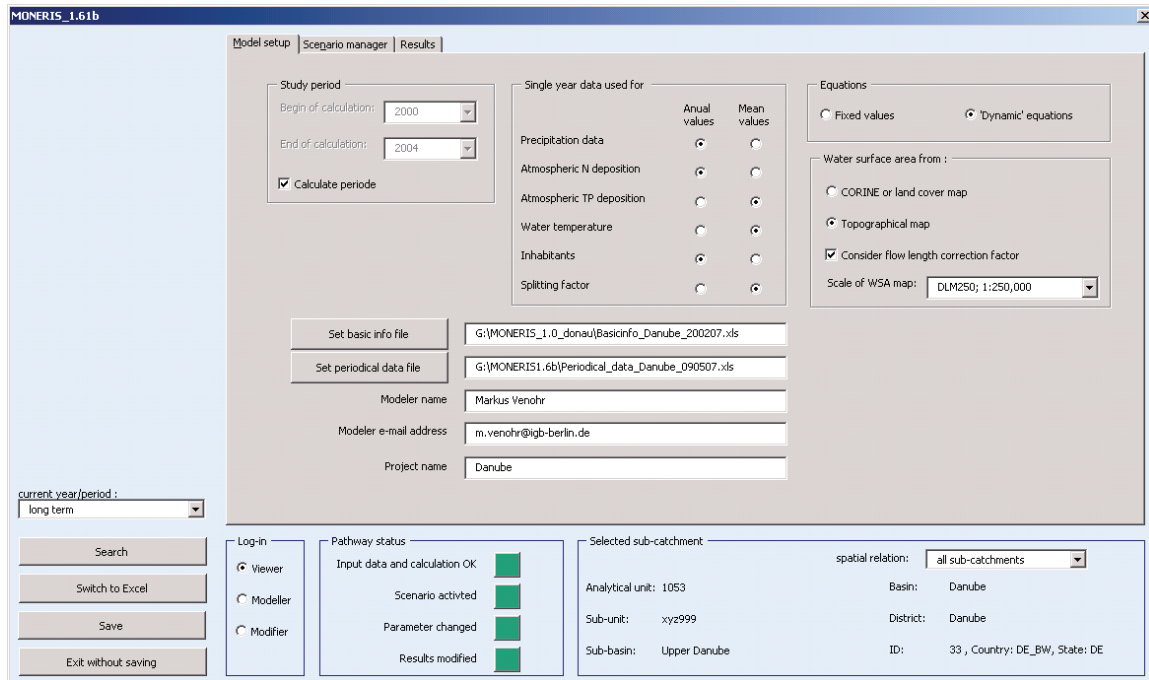 MONERIS_1.61b
Model setup Scenario manager Results
Study period
Begin of calculation: 2000
End of calculation: 2004
Calculate periode
Single year data used for
Anual values Mean values
Precipitation data
Atmospheric N deposition
Atmospheric TP deposition
Water temperature
Inhabitants
Splitting factor
Equations
Fixed values 'Dynamic' equations
Water surface area from :
CORINE or land cover map
Topographical map
Consider flow length correction factor
Scale of WSA map: DLM250; 1:250,000
Set basic info file G:\MONERIS_1.0_donau\Basicinfo_Danube_200207.xls
Set periodical data file G:\MONERIS1.6b\Periodical_data_Danube_090507.xls
Modeler name Markus Venohr
Modeler e-mail address m.venohr@igb-berlin.de
Project name Danube
current year/period :
long term
Search
Switch to Excel
Save
Exit without saving
Log-in
Viewer
Modeller
Modifier
Pathway status
Input data and calculation OK
Scenario activted
Parameter changed
Results modified
Selected sub-catchment
spatial relation: all sub-catchments
Analytical unit: 1053 Basin: Danube
Sub-unit: xyz999 District: Danube
Sub-basin: Upper Danube ID: 33 , Country: DE_BW, State: DE